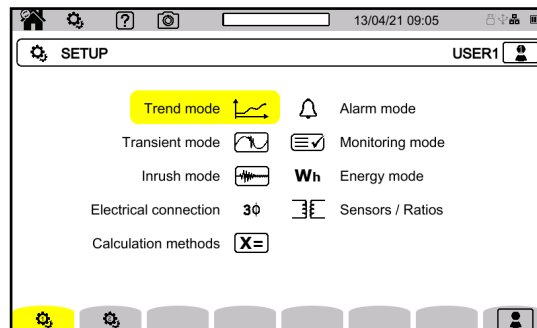 13/04/21 09:05
SETUP USER1
Trend mode Alarm mode
Transient mode Monitoring mode
Inrush mode Wh Energy mode
Electrical connection 3ϕ Sensors / Ratios
Calculation methods X=